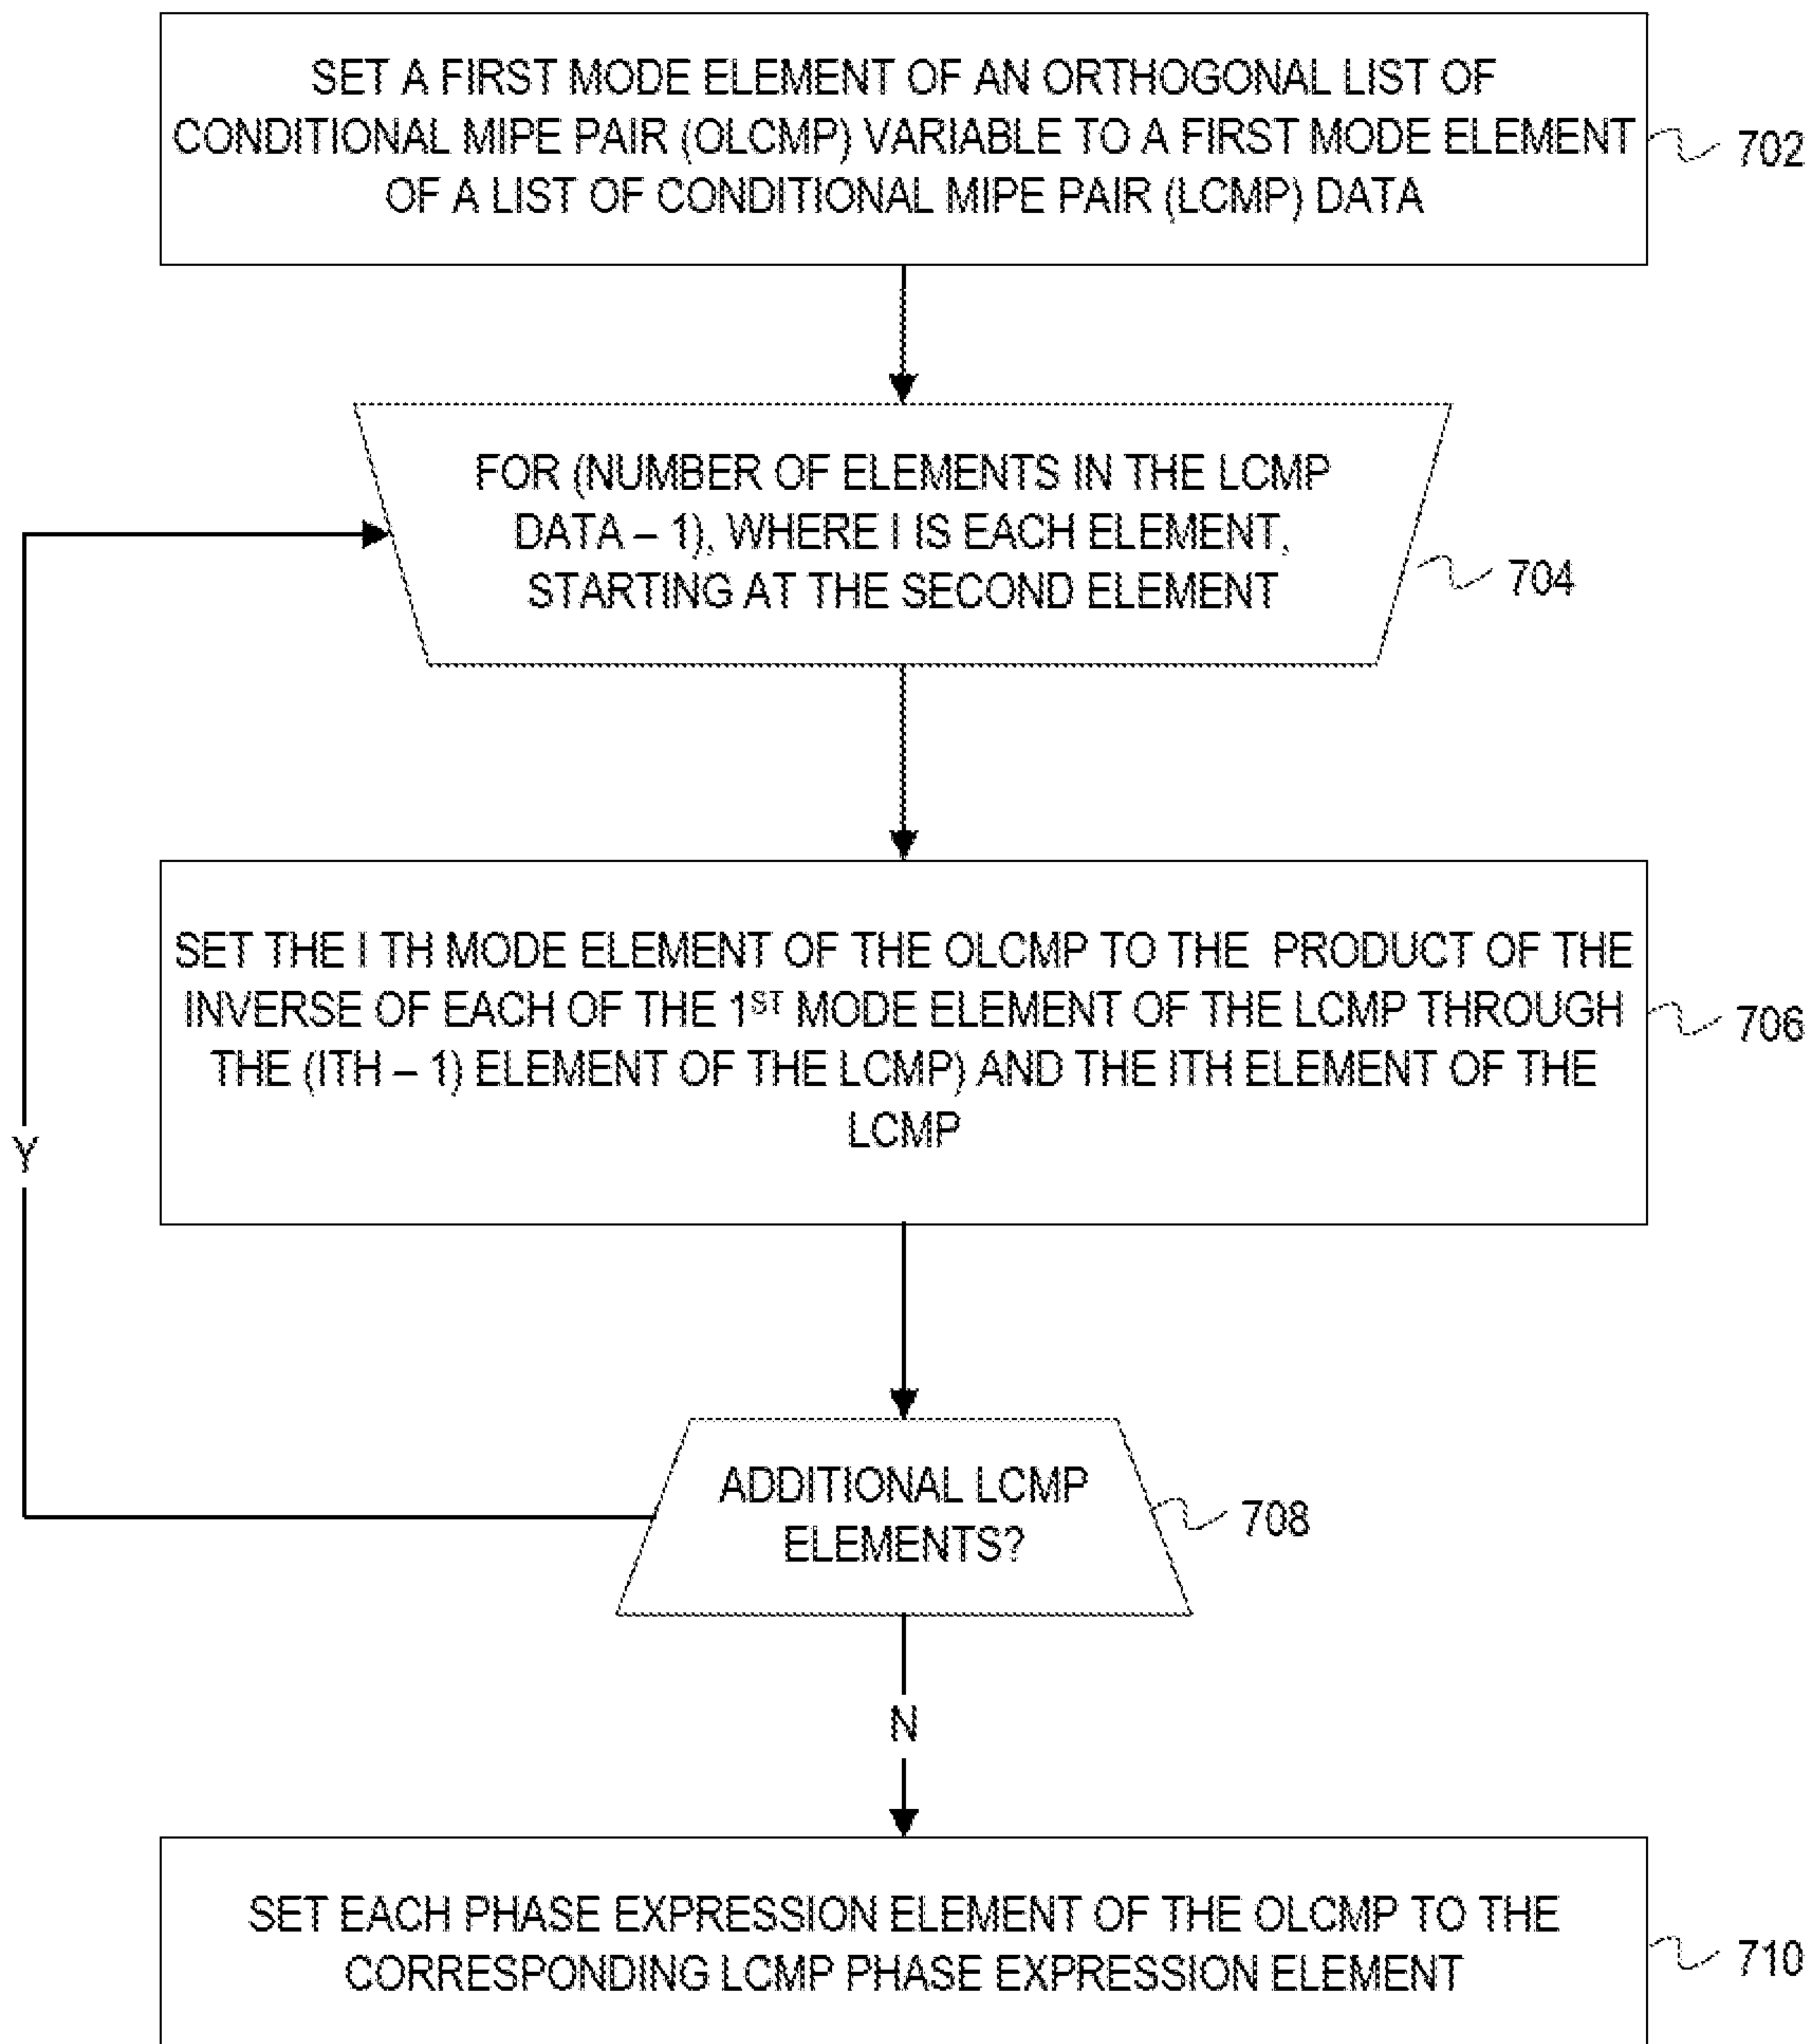 SET A FIRST MODE ELEMENT OF AN ORTHOGONAL LIST OF
CONDITIONAL MIPE PAIR (OLCMP) VARIABLE TO A FIRST MODE ELEMENT
OF A LIST OF CONDITIONAL MIPE PAIR (LCMP) DATA
702
FOR (NUMBER OF ELEMENTS IN THE LCMP
DATA – 1), WHERE I IS EACH ELEMENT,
STARTING AT THE SECOND ELEMENT
704
SET THE I TH MODE ELEMENT OF THE OLCMP TO THE PRODUCT OF THE
INVERSE OF EACH OF THE 1ST MODE ELEMENT OF THE LCMP THROUGH
THE (ITH – 1) ELEMENT OF THE LCMP) AND THE ITH ELEMENT OF THE
LCMP
706
Y
ADDITIONAL LCMP
ELEMENTS?
708
N
SET EACH PHASE EXPRESSION ELEMENT OF THE OLCMP TO THE
CORRESPONDING LCMP PHASE EXPRESSION ELEMENT
710